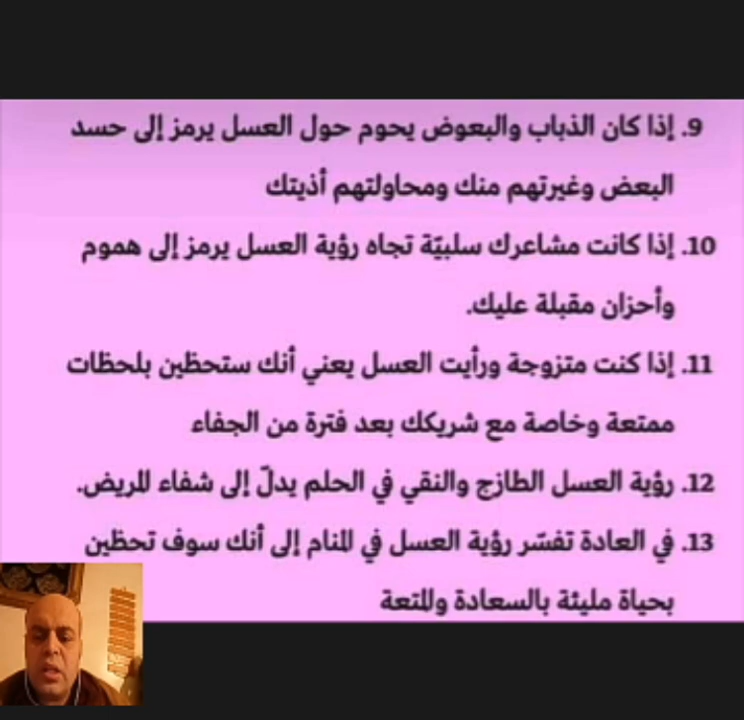 9. إذا كان الذباب والبعوض يحوم حول العسل يرمز إلى حسد
البعض وغيرتهم منك ومحاولتهم أذيتك
10. إذا كانت مشاعرك سلبيّة تجاه رؤية العسل يرمز إلى هموم
وأحزان مقبلة عليك.
11. إذا كنت متزوجة ورأيت العسل يعني أنك ستحظين بلحظات
ممتعة وخاصة مع شريكك بعد فترة من الجفاء
12. رؤية العسل الطازج والنقي في الحلم يدلّ إلى شفاء المريض.
13. في العادة تفسّر رؤية العسل في المنام إلى أنك سوف تحظين
بحياة مليئة بالسعادة والمتعة